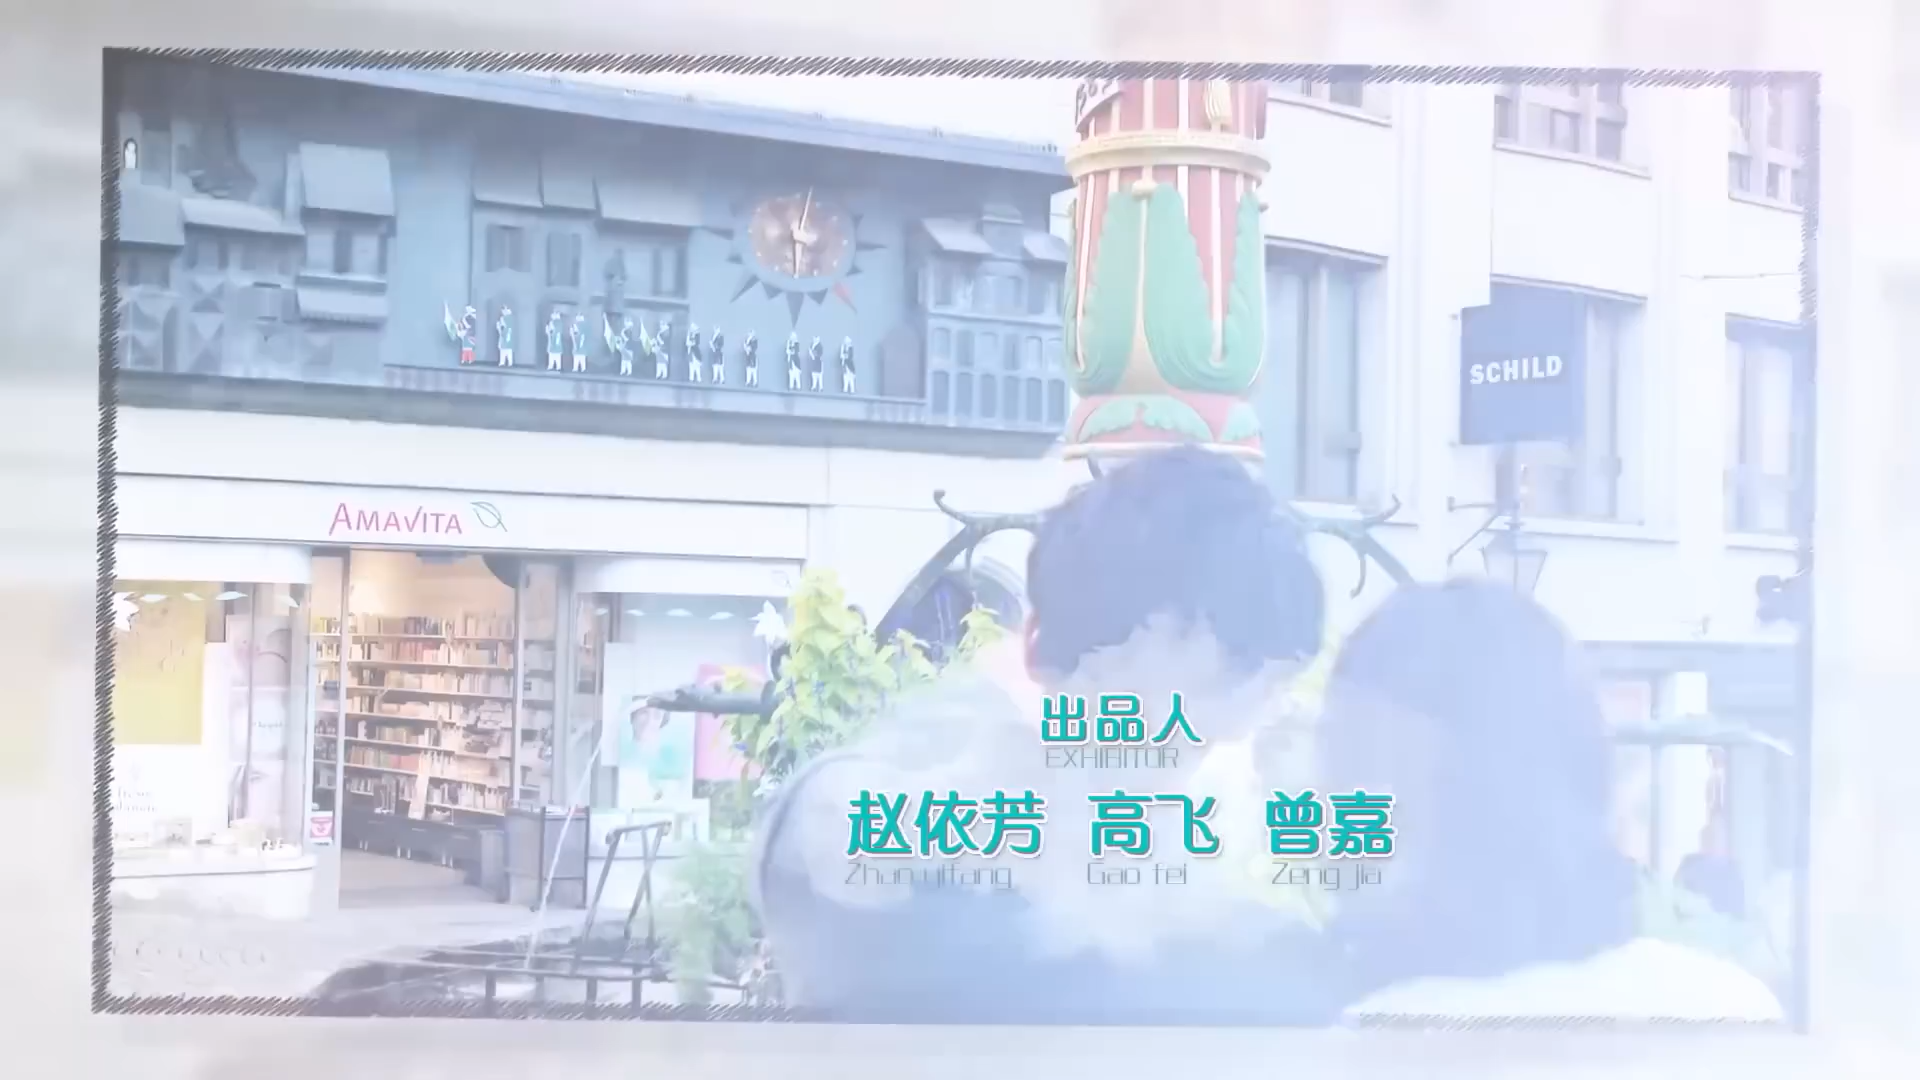 SCHILD
AMAVITA
出品人
EXHIBITOR
赵依芳 高飞 曾嘉
Zhao yifang Gao fei Zeng jia